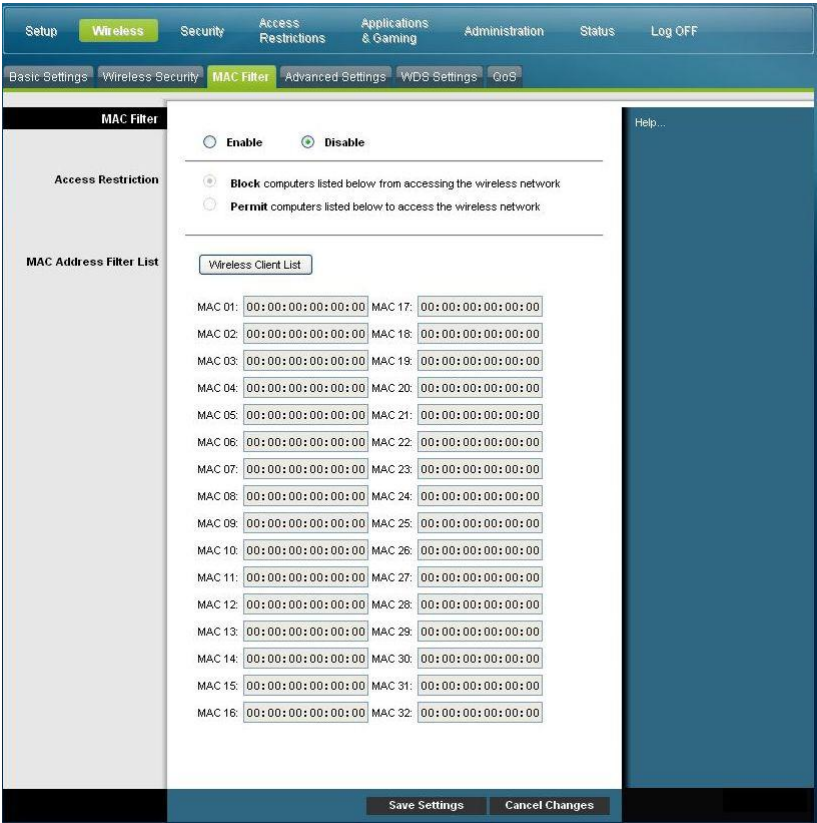 Setup Wireless Security Access Restrictions Applications & Gaming Administration Status Log OFF
Basic Settings Wireless Security MAC Filter Advanced Settings WDS Settings QoS
MAC Filter
Help...
Enable Disable
Access Restriction
Block computers listed below from accessing the wireless network
Permit computers listed below to access the wireless network
MAC Address Filter List
Wireless Client List
MAC 01: 00:00:00:00:00:00 MAC 17: 00:00:00:00:00:00
MAC 02: 00:00:00:00:00:00 MAC 18: 00:00:00:00:00:00
MAC 03: 00:00:00:00:00:00 MAC 19: 00:00:00:00:00:00
MAC 04: 00:00:00:00:00:00 MAC 20: 00:00:00:00:00:00
MAC 05: 00:00:00:00:00:00 MAC 21: 00:00:00:00:00:00
MAC 06: 00:00:00:00:00:00 MAC 22: 00:00:00:00:00:00
MAC 07: 00:00:00:00:00:00 MAC 23: 00:00:00:00:00:00
MAC 08: 00:00:00:00:00:00 MAC 24: 00:00:00:00:00:00
MAC 09: 00:00:00:00:00:00 MAC 25: 00:00:00:00:00:00
MAC 10: 00:00:00:00:00:00 MAC 26: 00:00:00:00:00:00
MAC 11: 00:00:00:00:00:00 MAC 27: 00:00:00:00:00:00
MAC 12: 00:00:00:00:00:00 MAC 28: 00:00:00:00:00:00
MAC 13: 00:00:00:00:00:00 MAC 29: 00:00:00:00:00:00
MAC 14: 00:00:00:00:00:00 MAC 30: 00:00:00:00:00:00
MAC 15: 00:00:00:00:00:00 MAC 31: 00:00:00:00:00:00
MAC 16: 00:00:00:00:00:00 MAC 32: 00:00:00:00:00:00
Save Settings Cancel Changes